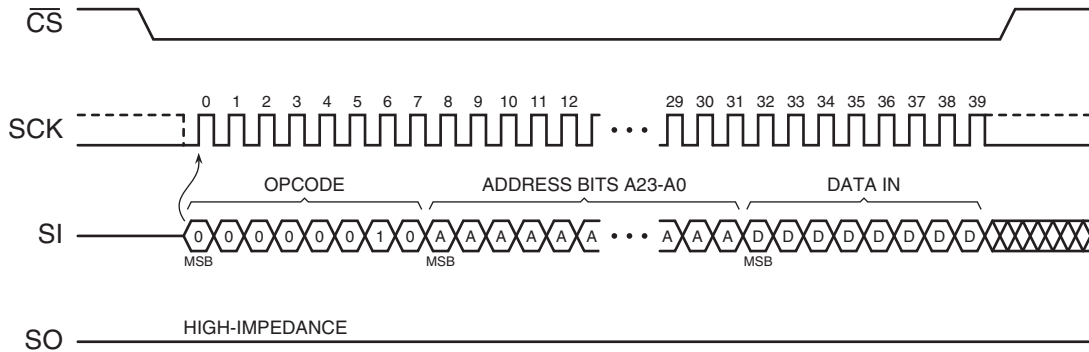 CS
0 1 2 3 4 5 6 7 8 9 10 11 12 29 30 31 32 33 34 35 36 37 38 39
SCK
OPCODE ADDRESS BITS A23-A0 DATA IN
SI 0 0 0 0 0 0 1 0 A A A A A A A A A D D D D D D D D
MSB MSB MSB
HIGH-IMPEDANCE
SO